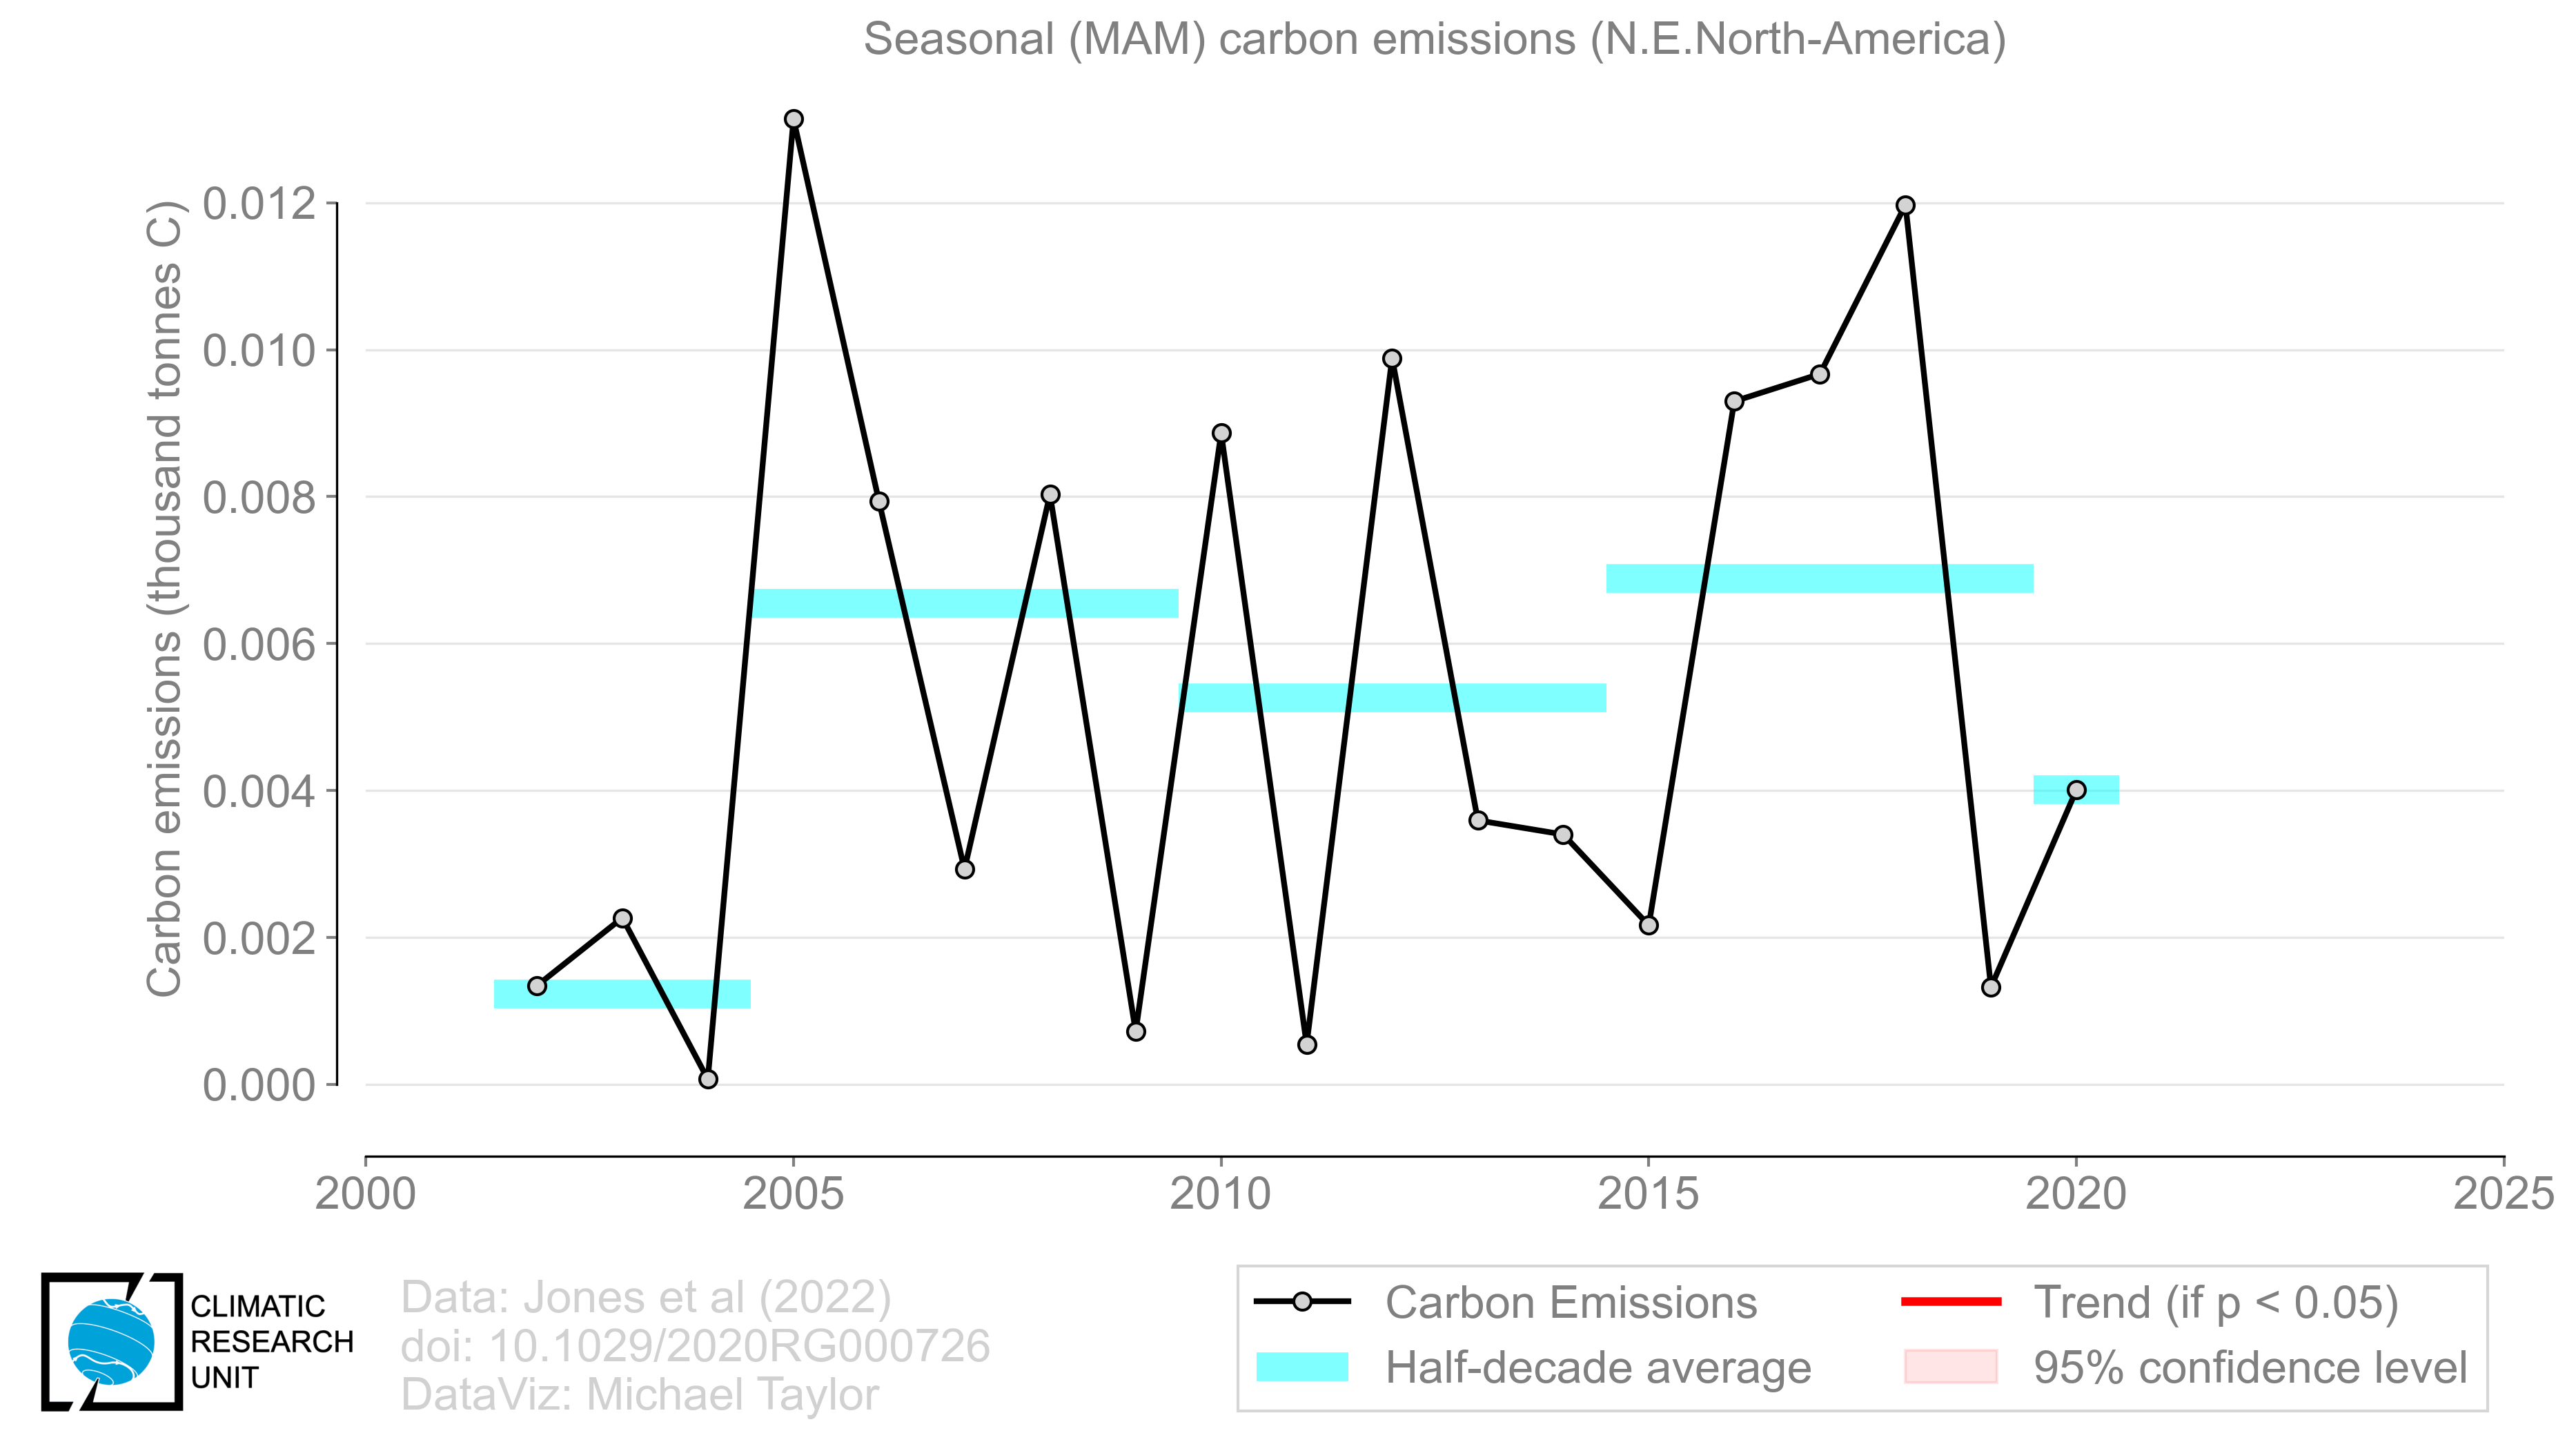 Seasonal (MAM) carbon emissions (N.E.North-America)
Carbon emissions (thousand tonnes C)
0.012
0.010
0.008
0.006
0.004
0.002
0.000
2000 2005 2010 2015 2020 2025
CLIMATIC
RESEARCH
UNIT
Data: Jones et al (2022)
doi: 10.1029/2020RG000726
DataViz: Michael Taylor
Carbon Emissions
Half-decade average
Trend (if p < 0.05)
95% confidence level